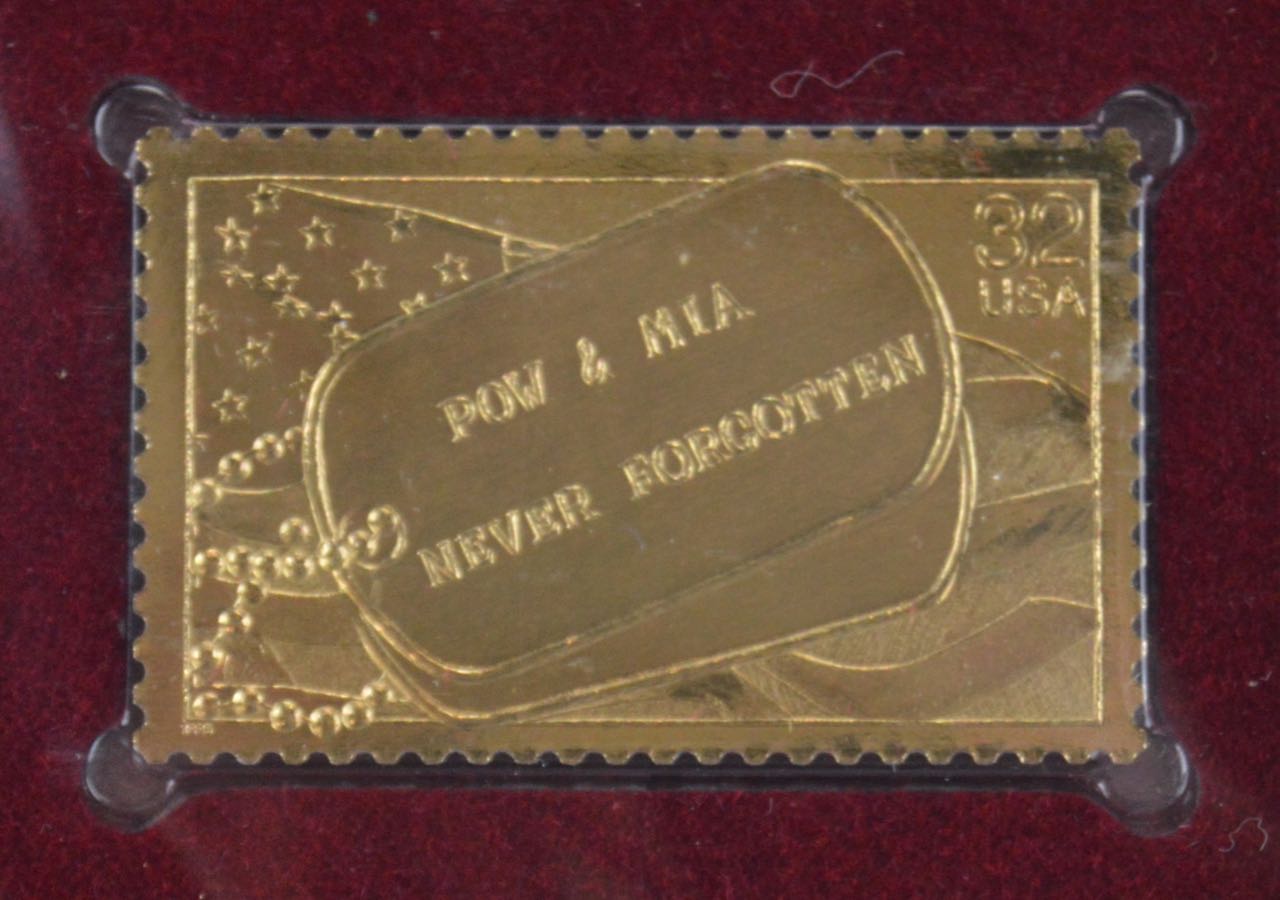 32
USA
POW & MIA
NEVER FORGOTTEN